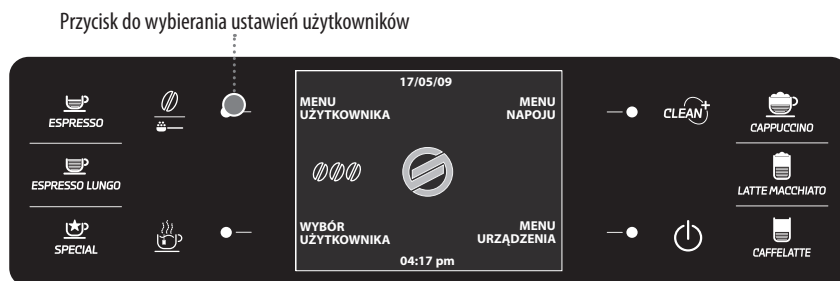 Przycisk do wybierania ustawień użytkowników
17/05/09
MENU
UŻYTKOWNIKA
MENU
NAPOJU
ESPRESSO
CLEAN+
CAPPUCCINO
ESPRESSO LUNGO
LATTE MACCHIATO
WYBÓR
UŻYTKOWNIKA
MENU
URZĄDZENIA
SPECIAL
CAFFELATTE
04:17 pm